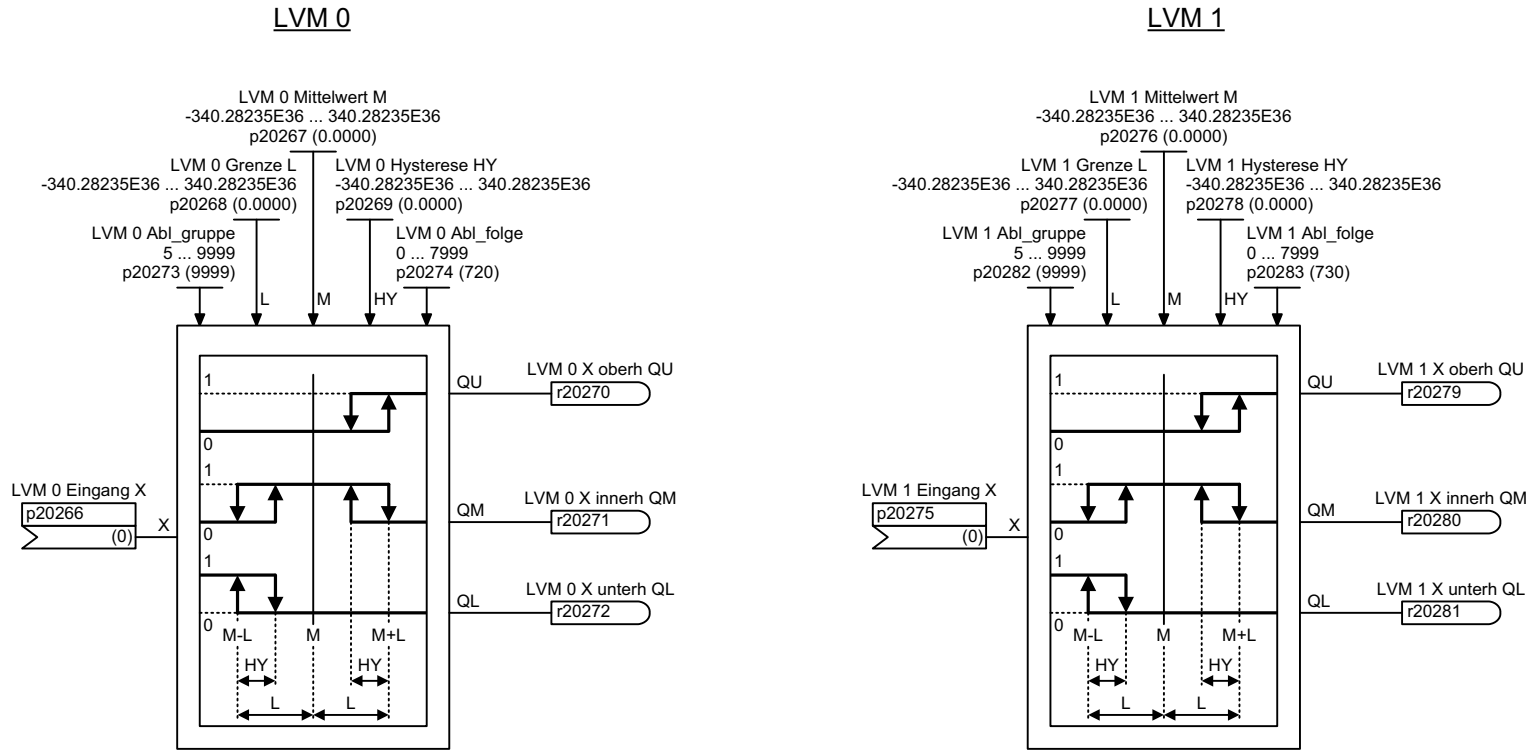 LVM 0
LVM 0 Mittelwert M
-340.28235E36 ... 340.28235E36
p20267 (0.0000)
LVM 0 Grenze L
-340.28235E36 ... 340.28235E36
p20268 (0.0000)
LVM 0 Hysterese HY
-340.28235E36 ... 340.28235E36
p20269 (0.0000)
LVM 0 Abl_gruppe
5 ... 9999
p20273 (9999)
LVM 0 Abl_folge
0 ... 7999
p20274 (720)
L
M
HY
LVM 0 Eingang X
p20266
(0)
X
1
0
1
0
1
0
M-L
M
M+L
HY
HY
L
L
QU
LVM 0 X oberh QU
r20270
QM
LVM 0 X innerh QM
r20271
QL
LVM 0 X unterh QL
r20272
LVM 1
LVM 1 Mittelwert M
-340.28235E36 ... 340.28235E36
p20276 (0.0000)
LVM 1 Grenze L
-340.28235E36 ... 340.28235E36
p20277 (0.0000)
LVM 1 Hysterese HY
-340.28235E36 ... 340.28235E36
p20278 (0.0000)
LVM 1 Abl_gruppe
5 ... 9999
p20282 (9999)
LVM 1 Abl_folge
0 ... 7999
p20283 (730)
L
M
HY
LVM 1 Eingang X
p20275
(0)
X
1
0
1
0
1
0
M-L
M
M+L
HY
HY
L
L
QU
LVM 1 X oberh QU
r20279
QM
LVM 1 X innerh QM
r20280
QL
LVM 1 X unterh QL
r20281